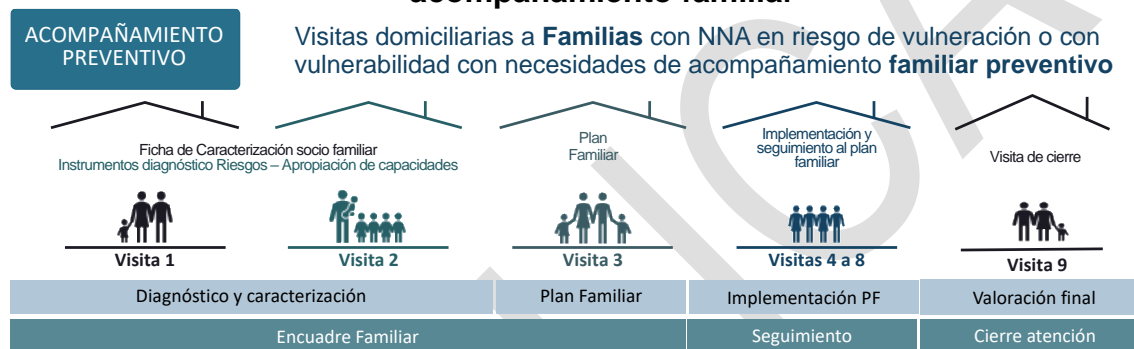 acompañamiento familiar
ACOMPAÑAMIENTO
PREVENTIVO
Visitas domiciliarias a Familias con NNA en riesgo de vulneración o con
vulnerabilidad con necesidades de acompañamiento familiar preventivo
Ficha de Caracterización socio familiar
Instrumentos diagnóstico Riesgos – Apropiación de capacidades
Plan
Familiar
Implementación y
seguimiento al plan
familiar
Visita de cierre
Visita 1
Visita 2
Visita 3
Visitas 4 a 8
Visita 9
Diagnóstico y caracterización
Plan Familiar
Implementación PF
Valoración final
Encuadre Familiar
Seguimiento
Cierre atención